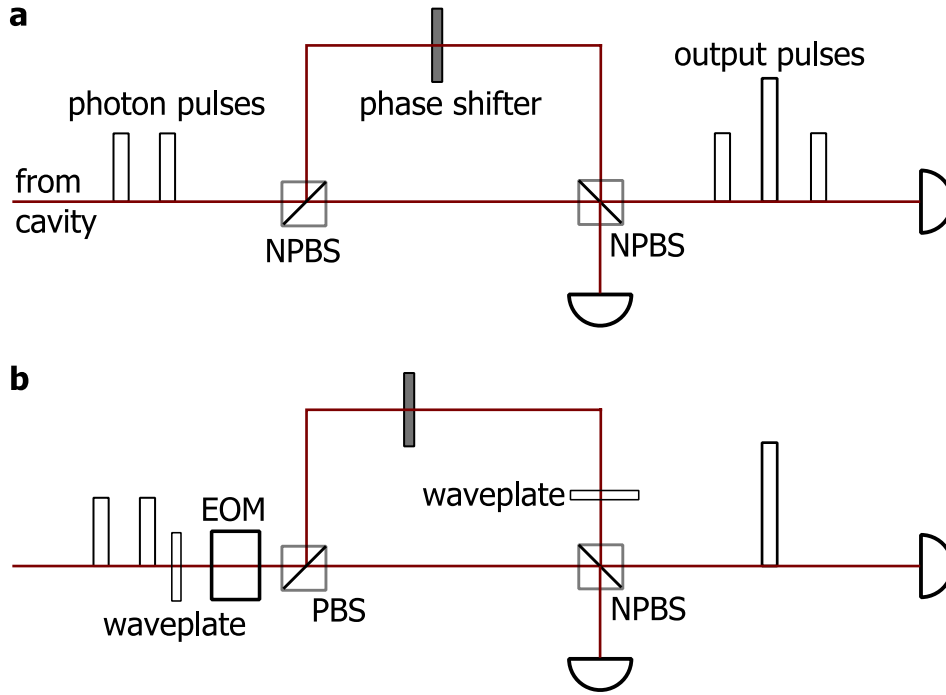 a
output pulses
photon pulses
phase shifter
from
cavity
NPBS
NPBS
b
waveplate
EOM
waveplate
PBS
NPBS